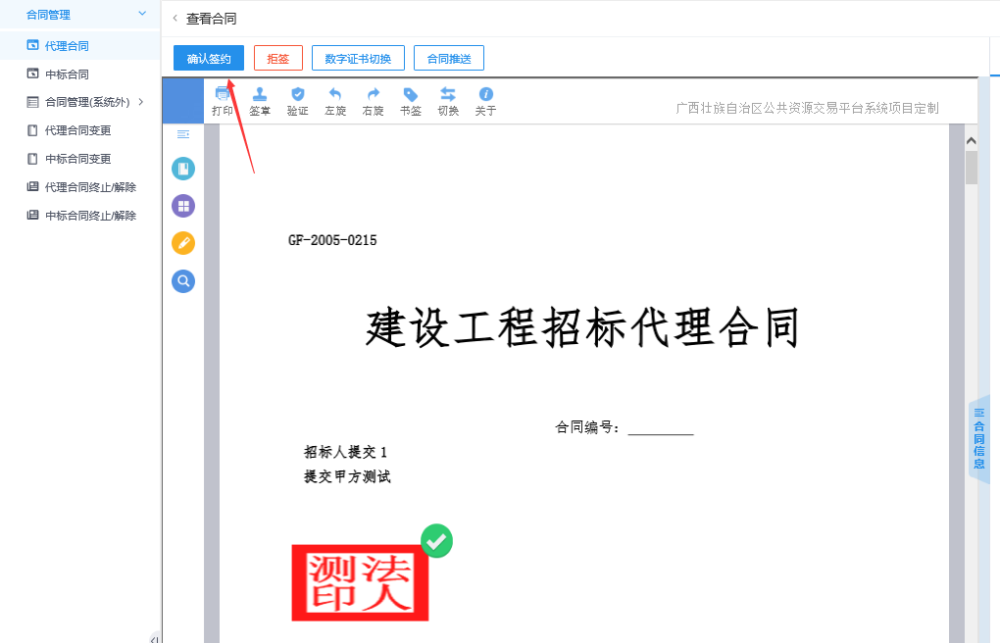 合同管理
代理合同
中标合同
合同管理(系统外)
代理合同变更
中标合同变更
代理合同终止/解除
中标合同终止/解除
查看合同
确认签约 拒签 数字证书切换 合同推送
打印 签章 验证 左旋 右旋 书签 切换 关于
广西壮族自治区公共资源交易平台系统项目定制
GF-2005-0215
建设工程招标代理合同
合同编号：
招标人提交 1
提交甲方测试
测法
印人
合同信息